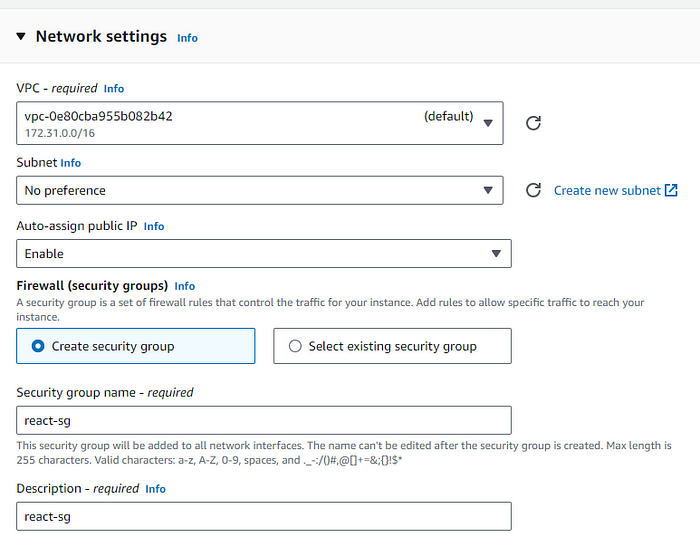 Network settings Info
VPC - required Info
vpc-0e80cba955b082b42 (default)
172.31.0.0/16
Subnet Info
No preference
Create new subnet
Auto-assign public IP Info
Enable
Firewall (security groups) Info
A security group is a set of firewall rules that control the traffic for your instance. Add rules to allow specific traffic to reach your
instance.
Create security group
Select existing security group
Security group name - required
react-sg
This security group will be added to all network interfaces. The name can't be edited after the security group is created. Max length is
255 characters. Valid characters: a-z, A-Z, 0-9, spaces, and ._-:/()#,@[]+=&;{}!$*
Description - required Info
react-sg